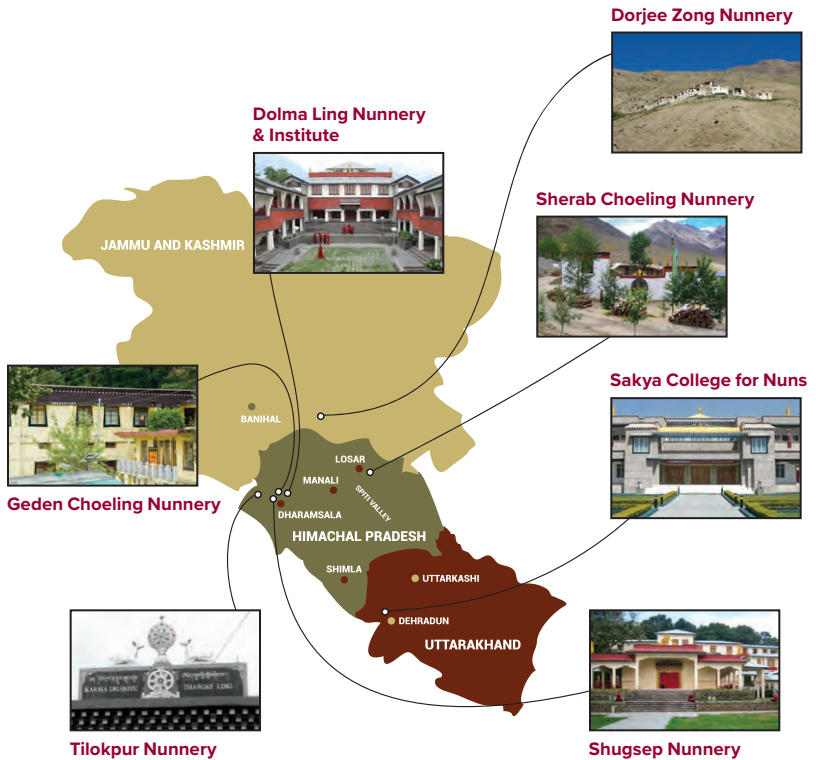 Dorjee Zong Nunnery
Dolma Ling Nunnery
& Institute
Sherab Choeling Nunnery
JAMMU AND KASHMIR
Sakya College for Nuns
BANIHAL
LOSAR
MANALI
SPITI VALLEY
Geden Choeling Nunnery
DHARAMSALA
HIMACHAL PRADESH
SHIMLA
UTTARKASHI
DEHRADUN
UTTARAKHAND
KARMA DRUBGYU THARGAY LING
Tilokpur Nunnery
Shugsep Nunnery